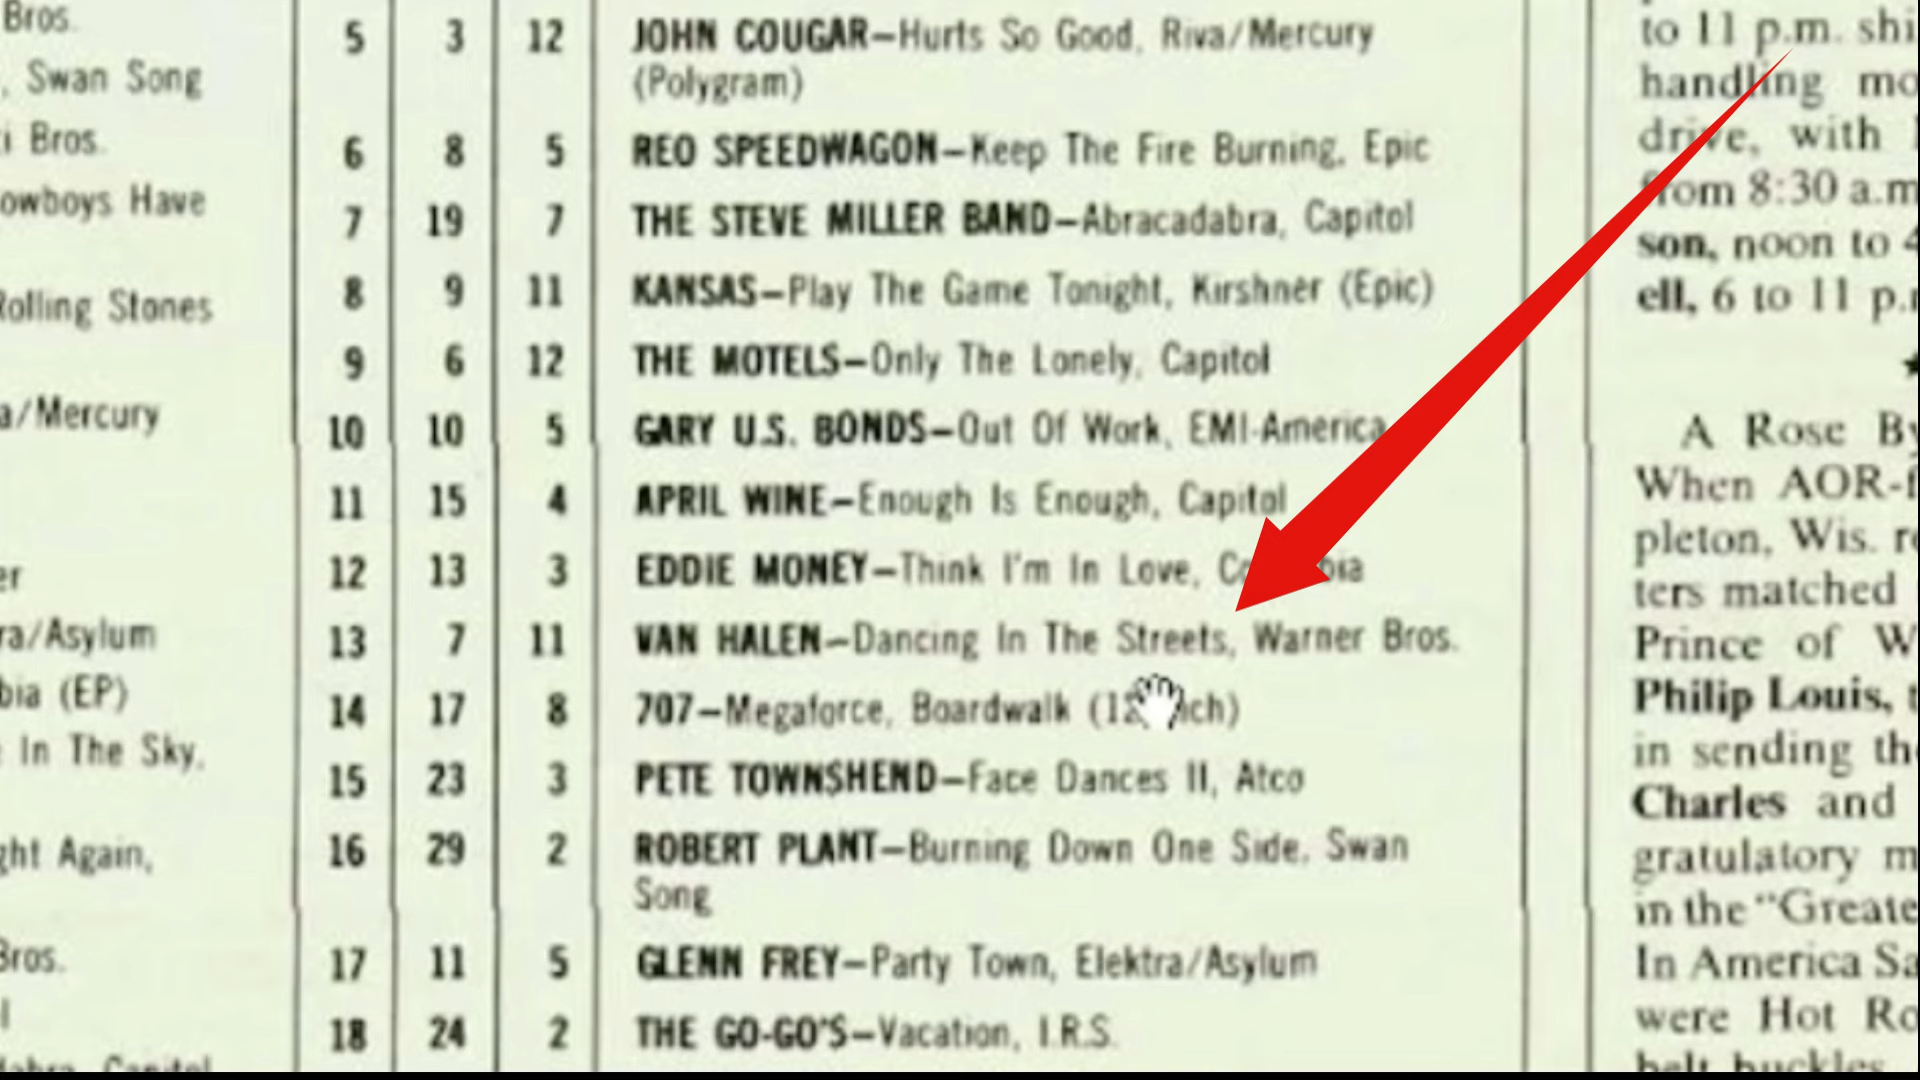 Bros.
, Swan Song
i Bros.
owboys Have
Rolling Stones
a/Mercury
er
ra/Asylum
bia (EP)
In The Sky,
ght Again,
Bros.
5 3 12 JOHN COUGAR—Hurts So Good, Riva/Mercury
(Polygram)
6 8 5 REO SPEEDWAGON—Keep The Fire Burning, Epic
7 19 7 THE STEVE MILLER BAND—Abracadabra, Capitol
8 9 11 KANSAS—Play The Game Tonight, Kirshner (Epic)
9 6 12 THE MOTELS—Only The Lonely, Capitol
10 10 5 GARY U.S. BONDS—Out Of Work, EMI-America
11 15 4 APRIL WINE—Enough Is Enough, Capitol
12 13 3 EDDIE MONEY—Think I'm In Love,
13 7 11 VAN HALEN—Dancing In The Streets, Warner Bros.
14 17 8 707—Megaforce, Boardwalk
15 23 3 PETE TOWNSHEND—Face Dances II, Atco
16 29 2 ROBERT PLANT—Burning Down One Side, Swan
Song
17 11 5 GLENN FREY—Party Town, Elektra/Asylum
18 24 2 THE GO-GO'S—Vacation, I.R.S.
to 11 p.m. shi
handling mo
drive, with
from 8:30 a.m
son, noon to 4
ell, 6 to 11 p.
A Rose By
When AOR-f
pleton, Wis. r
ters matched
Prince of W
Philip Louis, t
in sending th
Charles and
gratulatory m
in the "Greate
In America Sa
were Hot Ro
belt buckles